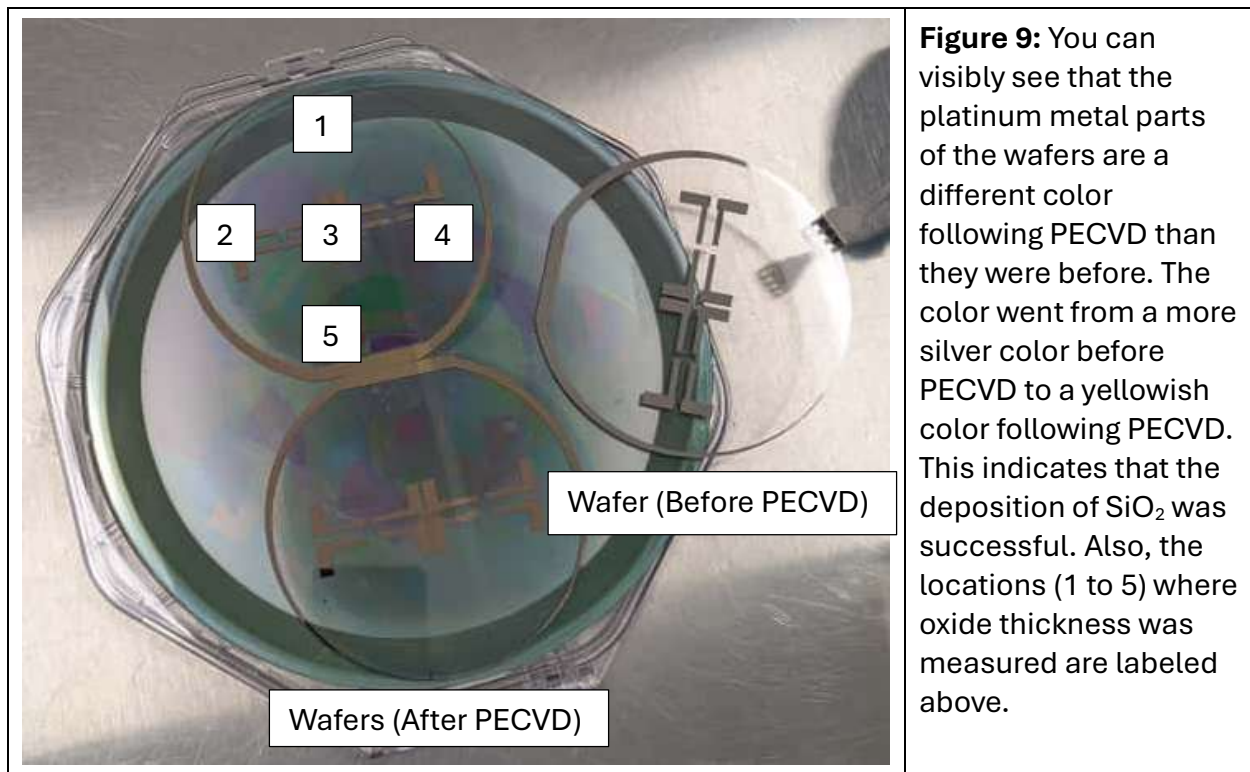 1
2
3
4
5
Wafer (Before PECVD)
Wafers (After PECVD)
Figure 9: You can
visibly see that the
platinum metal parts
of the wafers are a
different color
following PECVD than
they were before. The
color went from a more
silver color before
PECVD to a yellowish
color following PECVD.
This indicates that the
deposition of SiO₂ was
successful. Also, the
locations (1 to 5) where
oxide thickness was
measured are labeled
above.